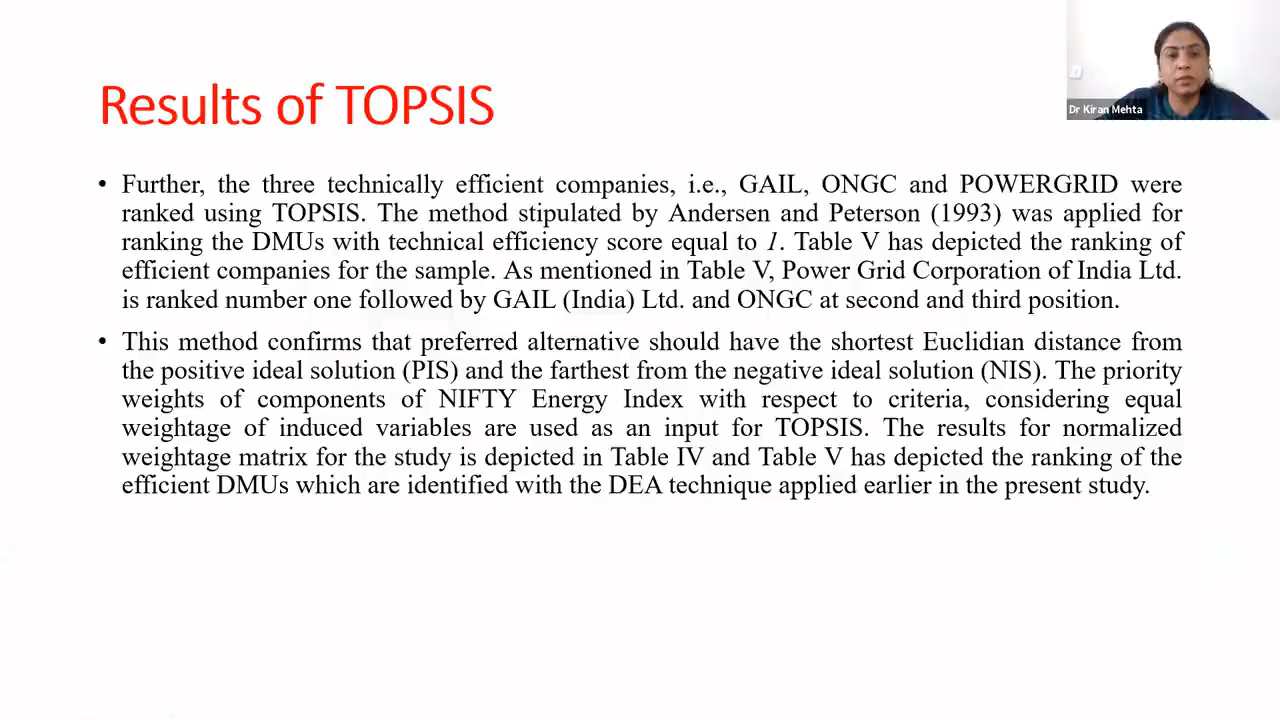 Results of TOPSIS
Dr Kiran Mehta
• Further, the three technically efficient companies, i.e., GAIL, ONGC and POWERGRID were
ranked using TOPSIS. The method stipulated by Andersen and Peterson (1993) was applied for
ranking the DMUs with technical efficiency score equal to 1. Table V has depicted the ranking of
efficient companies for the sample. As mentioned in Table V, Power Grid Corporation of India Ltd.
is ranked number one followed by GAIL (India) Ltd. and ONGC at second and third position.
• This method confirms that preferred alternative should have the shortest Euclidian distance from
the positive ideal solution (PIS) and the farthest from the negative ideal solution (NIS). The priority
weights of components of NIFTY Energy Index with respect to criteria, considering equal
weightage of induced variables are used as an input for TOPSIS. The results for normalized
weightage matrix for the study is depicted in Table IV and Table V has depicted the ranking of the
efficient DMUs which are identified with the DEA technique applied earlier in the present study.